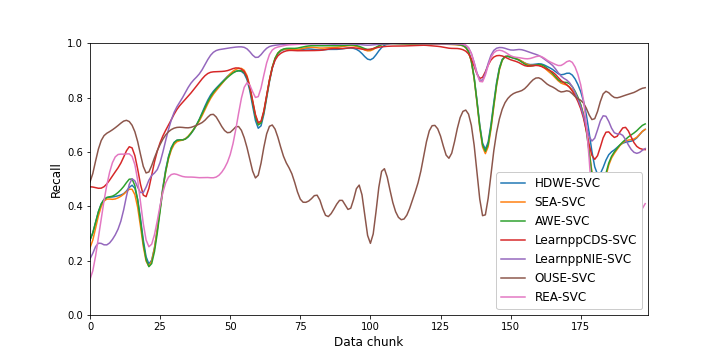 1.0
0.8
0.6
0.4
0.2
0.0
Recall
0 25 50 75 100 125 150 175
Data chunk
HDWE-SVC
SEA-SVC
AWE-SVC
LearnppCDS-SVC
LearnppNIE-SVC
OUSE-SVC
REA-SVC